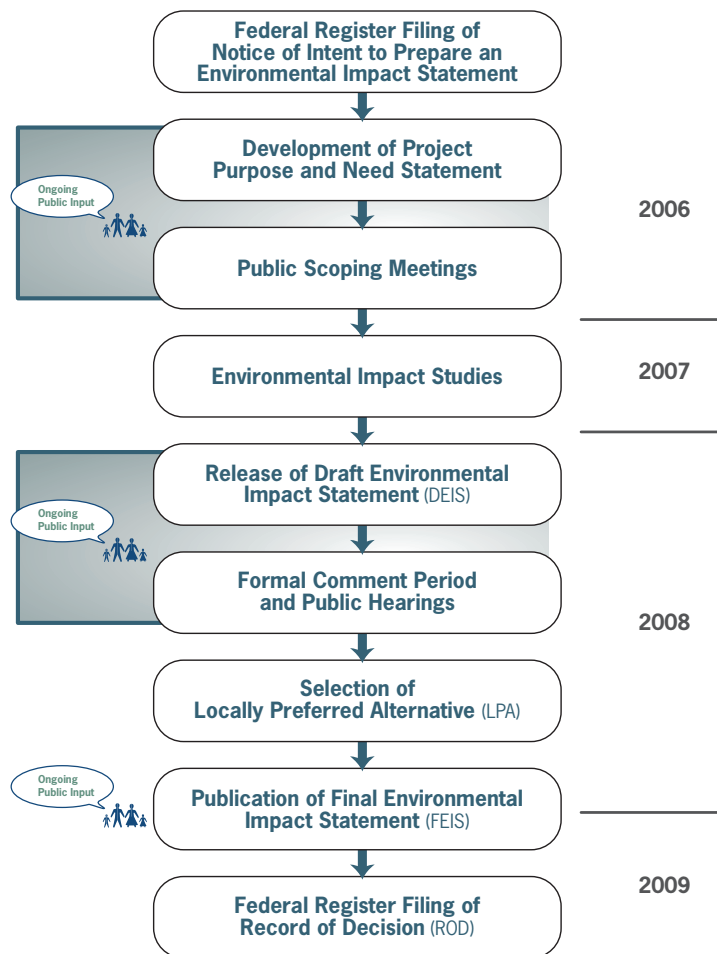 Federal Register Filing of
Notice of Intent to Prepare an
Environmental Impact Statement
Development of Project
Purpose and Need Statement
Ongoing
Public Input
2006
Public Scoping Meetings
Environmental Impact Studies
2007
Release of Draft Environmental
Impact Statement (DEIS)
Ongoing
Public Input
Formal Comment Period
and Public Hearings
2008
Selection of
Locally Preferred Alternative (LPA)
Ongoing
Public Input
Publication of Final Environmental
Impact Statement (FEIS)
2009
Federal Register Filing of
Record of Decision (ROD)